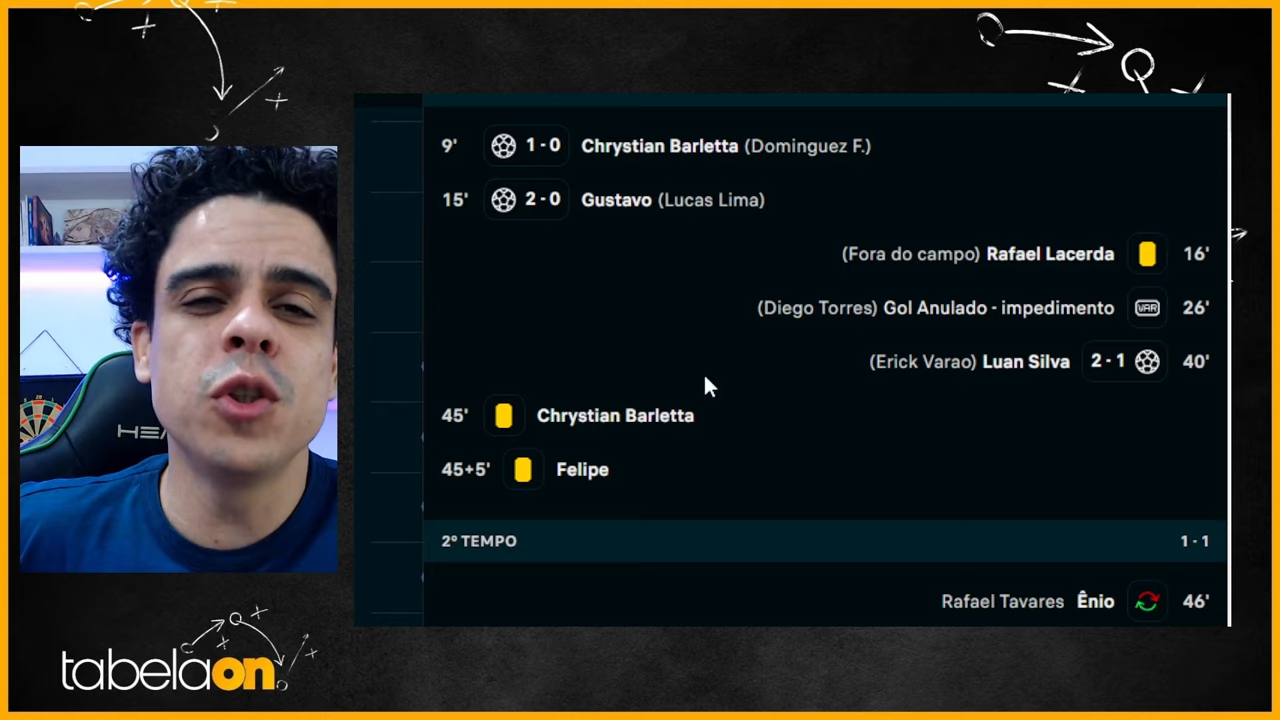 9' 1 - 0 Chrystian Barletta (Dominguez F.)
15' 2 - 0 Gustavo (Lucas Lima)
(Fora do campo) Rafael Lacerda 16'
(Diego Torres) Gol Anulado - impedimento VAR 26'
(Erick Varao) Luan Silva 2 - 1 40'
45' Chrystian Barletta
45+5' Felipe
2º TEMPO 1 - 1
Rafael Tavares Ênio 46'
tabelaon